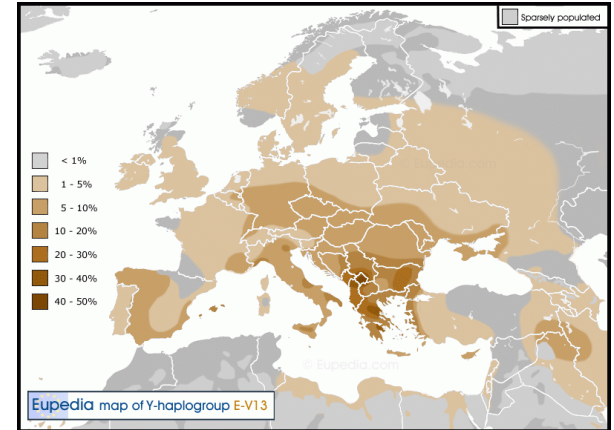 Sparsely populated
© Eupedia.com
< 1%
1 - 5%
5 - 10%
10 - 20%
20 - 30%
30 - 40%
40 - 50%
© Eupedia.com
Eupedia map of Y-haplogroup E-V13